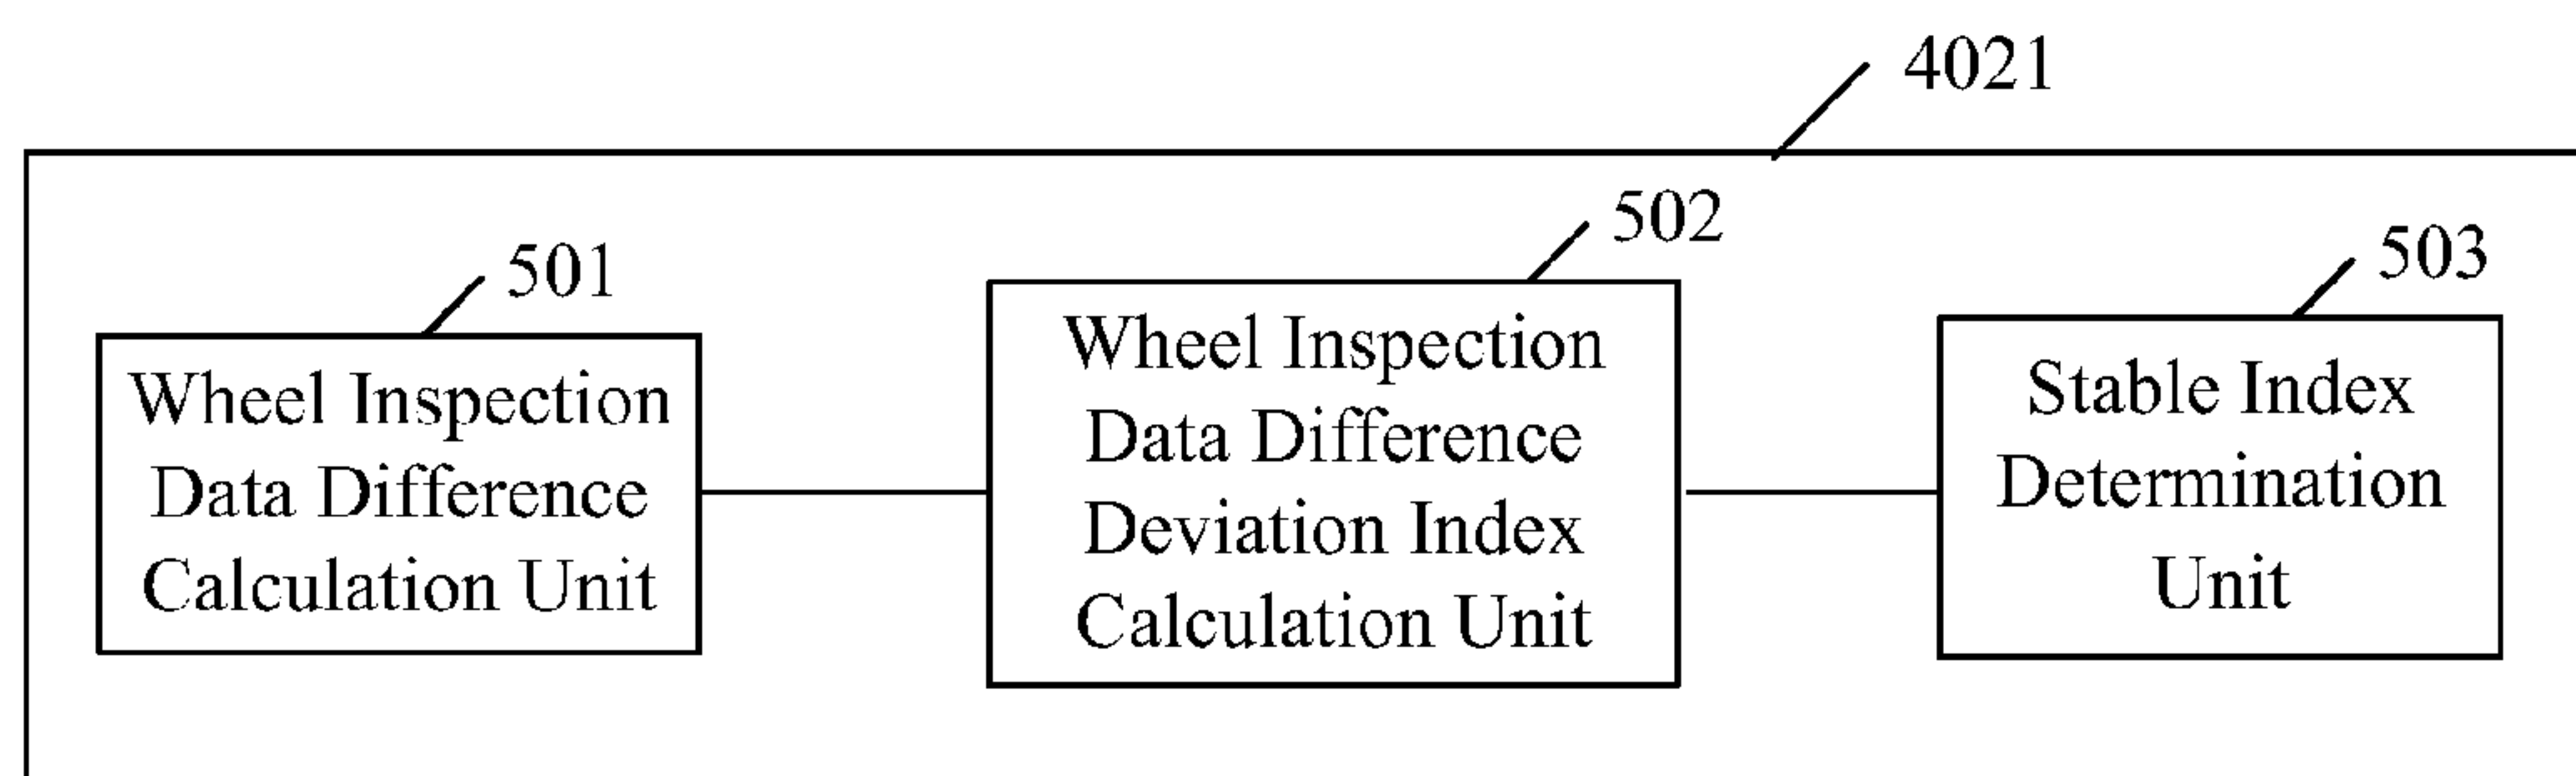 4021
501
Wheel Inspection
Data Difference
Calculation Unit
502
Wheel Inspection
Data Difference
Deviation Index
Calculation Unit
503
Stable Index
Determination
Unit